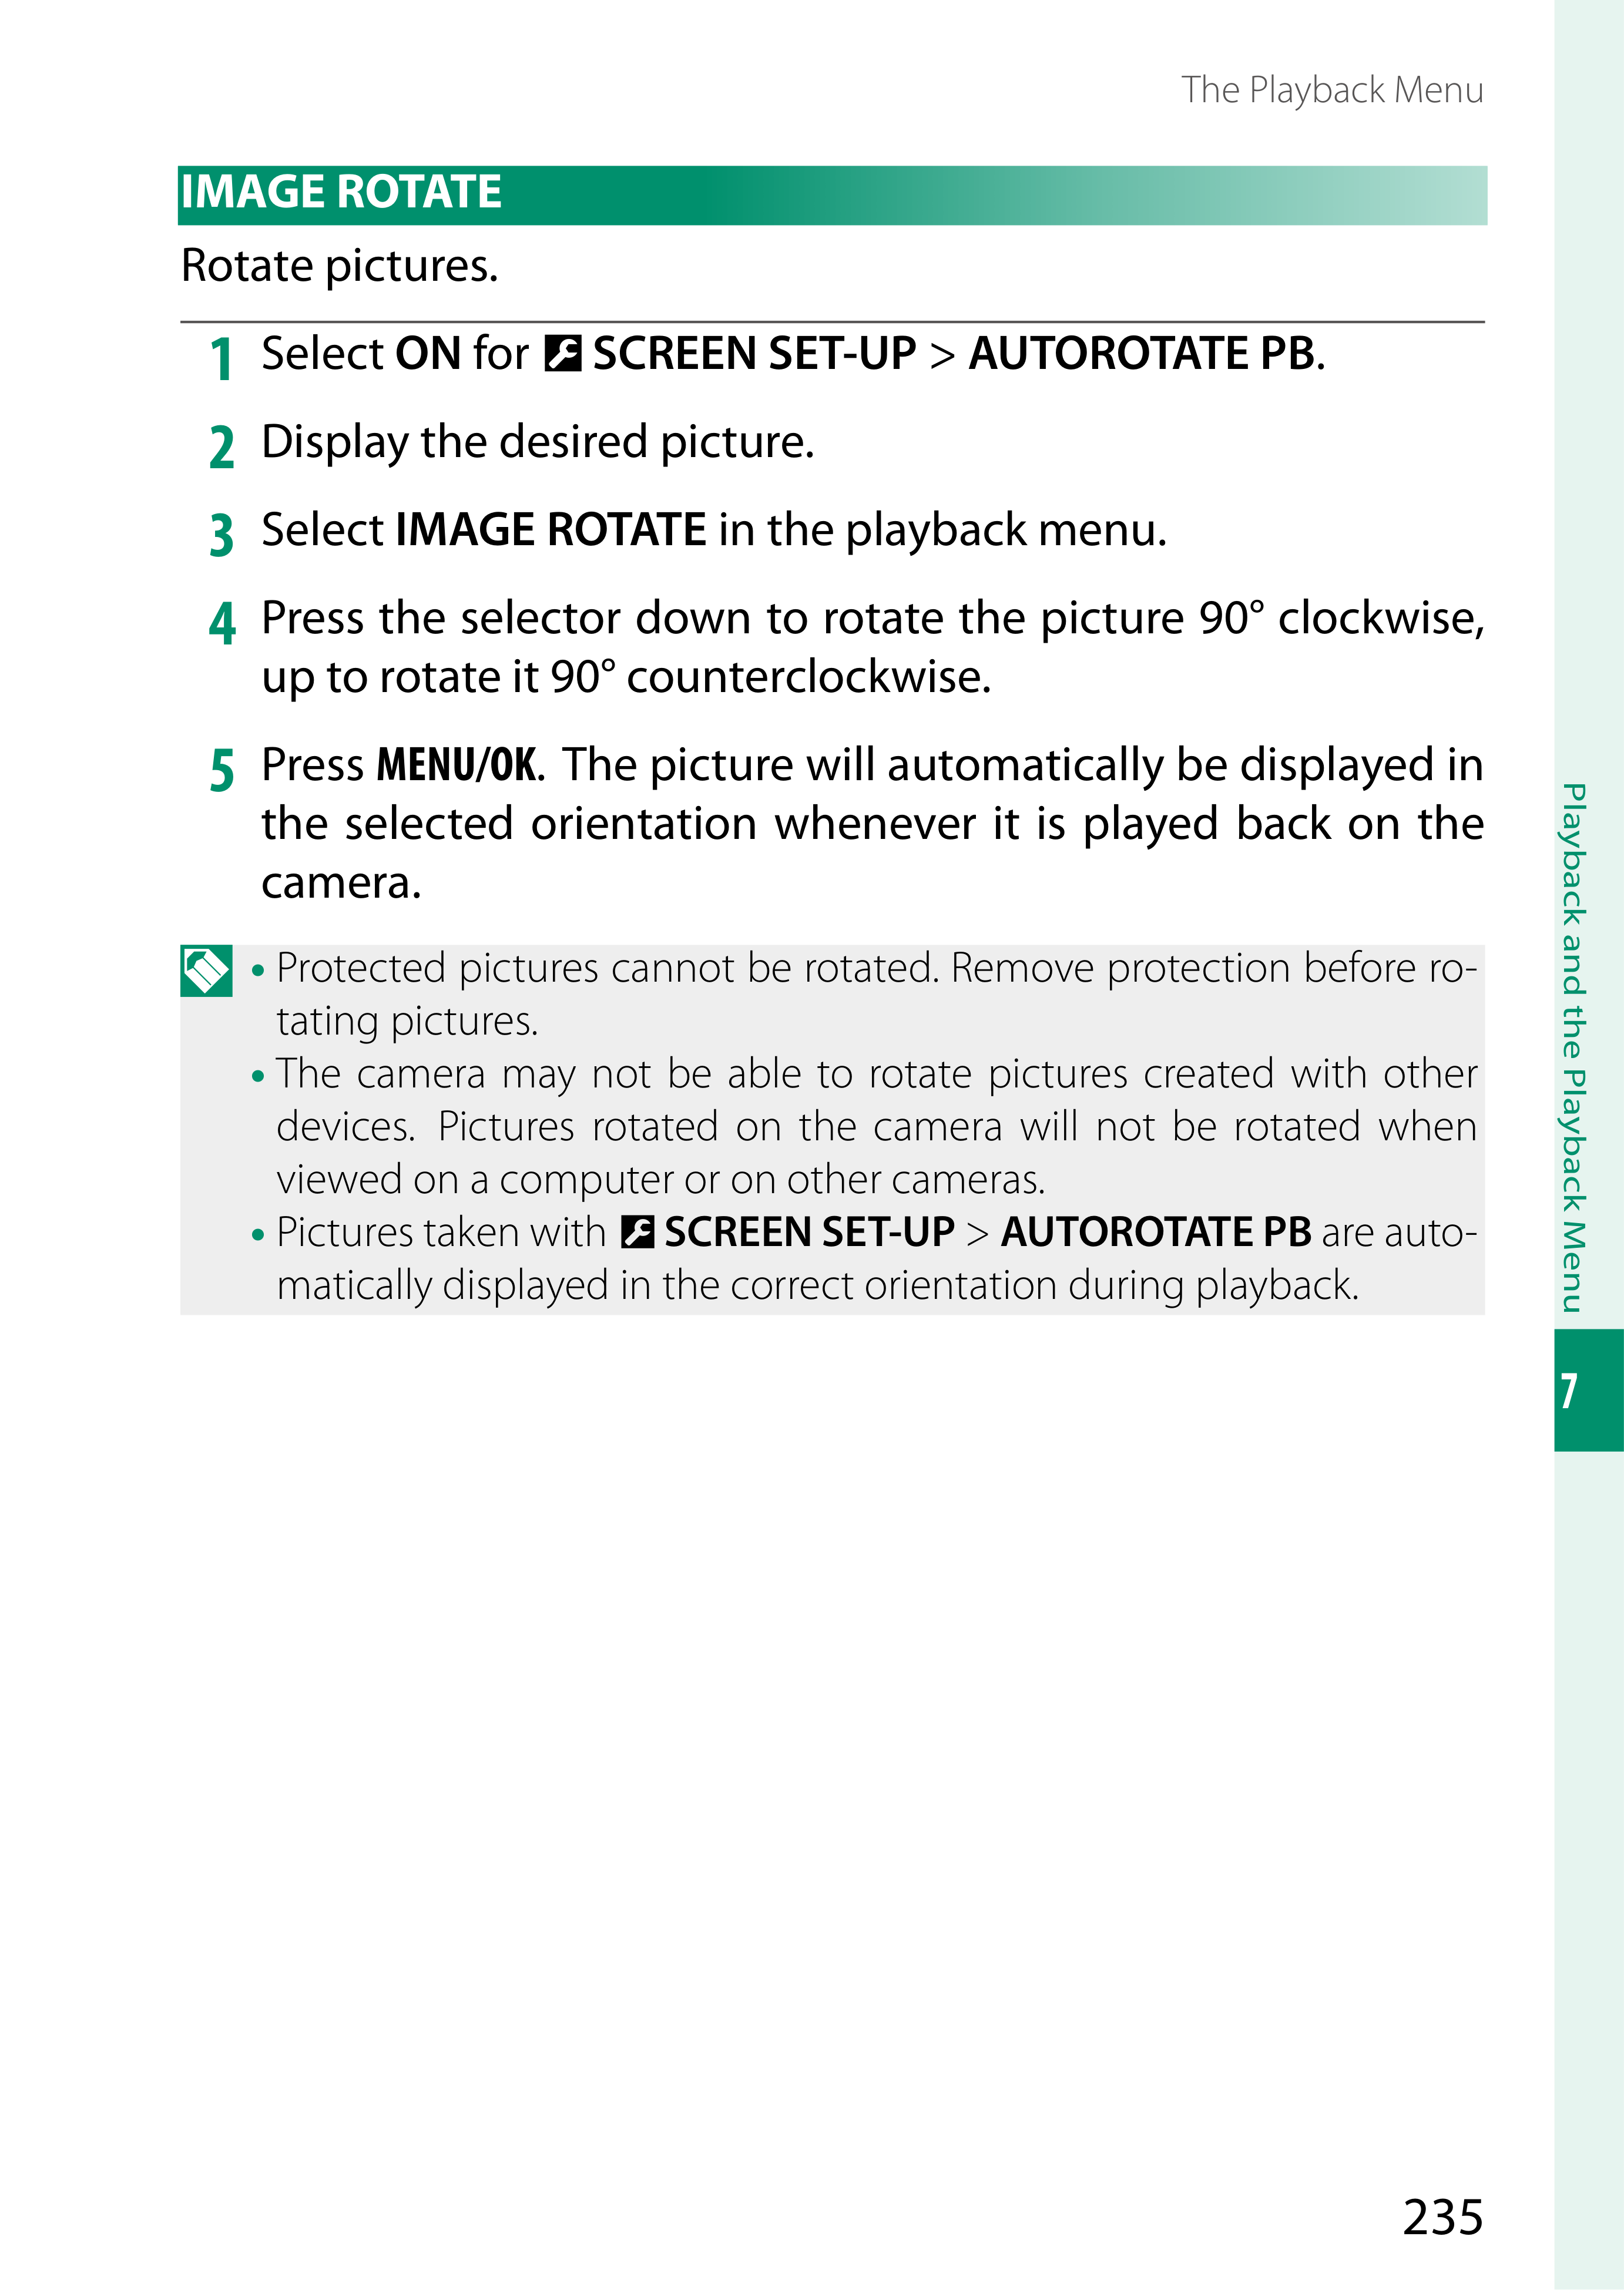 The Playback Menu
IMAGE ROTATE
Rotate pictures.
1 Select ON for SCREEN SET-UP > AUTOROTATE PB.
2 Display the desired picture.
3 Select IMAGE ROTATE in the playback menu.
4 Press the selector down to rotate the picture 90° clockwise,
up to rotate it 90° counterclockwise.
5 Press MENU/OK. The picture will automatically be displayed in
the selected orientation whenever it is played back on the
camera.
• Protected pictures cannot be rotated. Remove protection before ro-
tating pictures.
• The camera may not be able to rotate pictures created with other
devices. Pictures rotated on the camera will not be rotated when
viewed on a computer or on other cameras.
• Pictures taken with SCREEN SET-UP > AUTOROTATE PB are auto-
matically displayed in the correct orientation during playback.
Playback and the Playback Menu
7
235